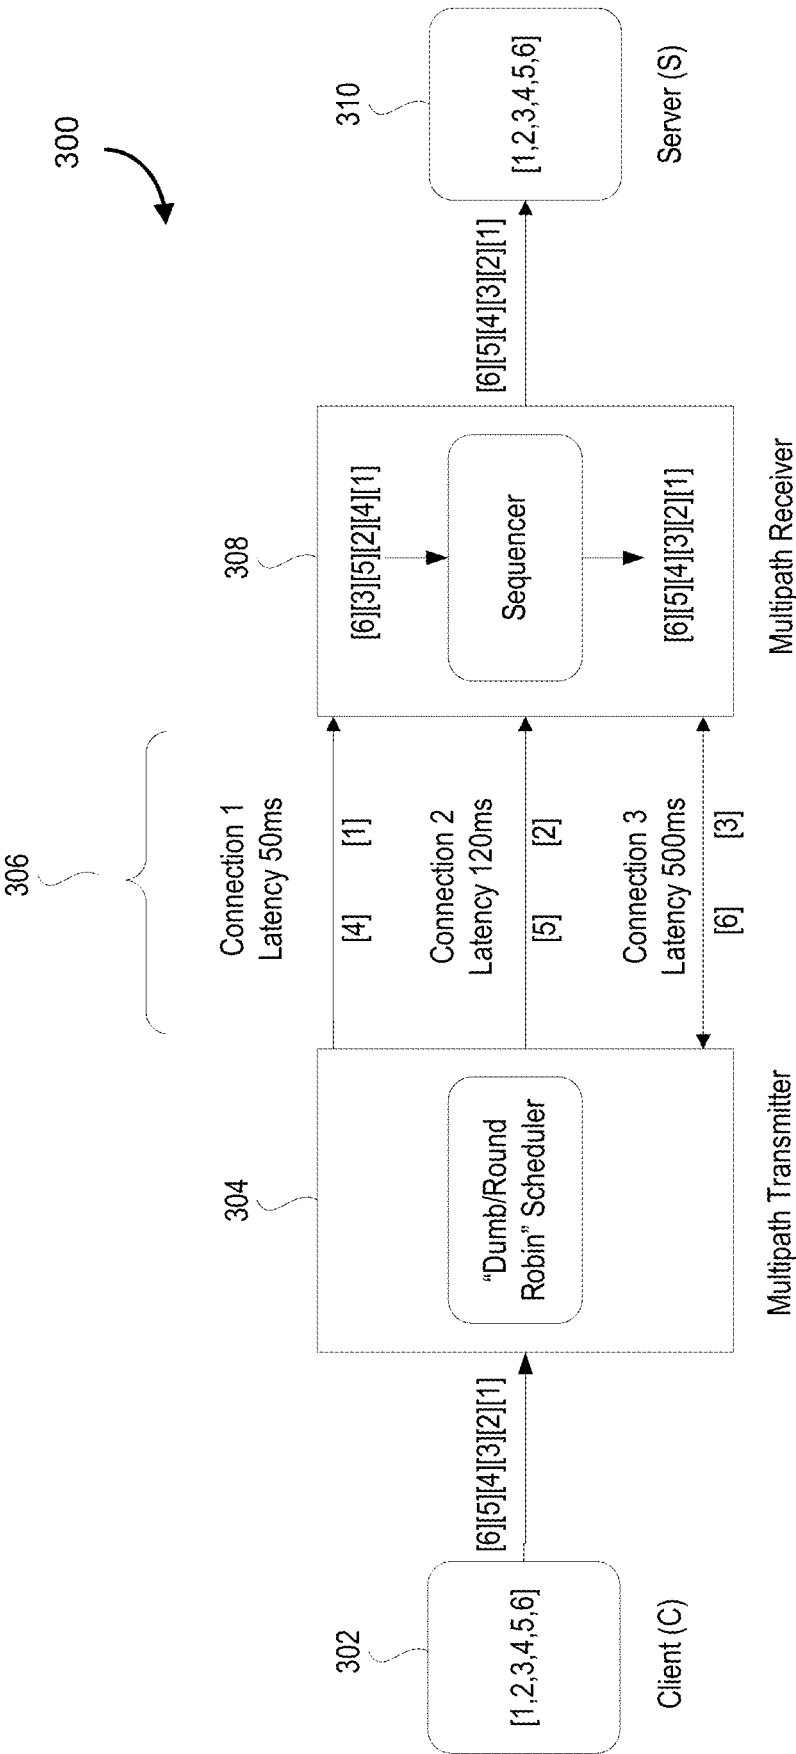 300
306
Connection 1
Latency 50ms
[4]
[1]
Connection 2
Latency 120ms
[5]
[2]
Connection 3
Latency 500ms
[6]
[3]
302
[1,2,3,4,5,6]
Client (C)
[6][5][4][3][2][1]
304
“Dumb/Round
Robin” Scheduler
Multipath Transmitter
308
[6][3][5][2][4][1]
Sequencer
[6][5][4][3][2][1]
Multipath Receiver
[6][5][4][3][2][1]
310
[1,2,3,4,5,6]
Server (S)